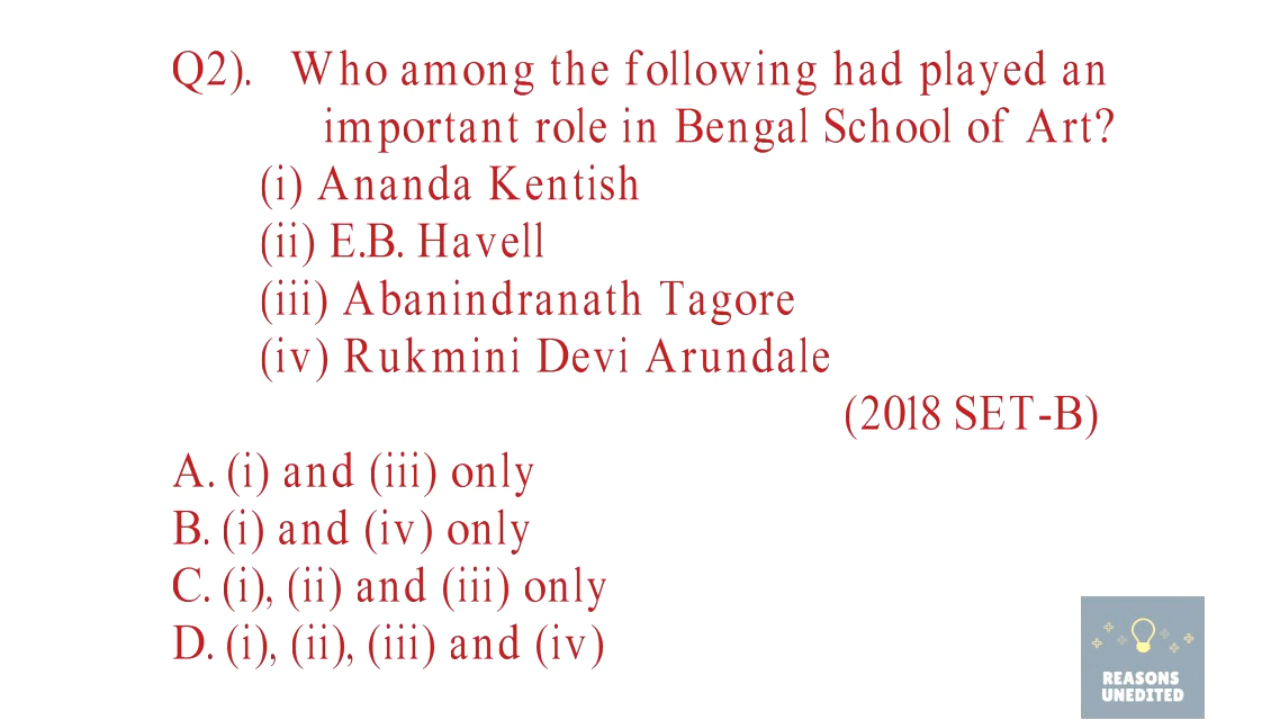 Q2). Who among the following had played an
important role in Bengal School of Art?
(i) Ananda Kentish
(ii) E.B. Havell
(iii) Abanindranath Tagore
(iv) Rukmini Devi Arundale
(2018 SET-B)
A. (i) and (iii) only
B. (i) and (iv) only
C. (i), (ii) and (iii) only
D. (i), (ii), (iii) and (iv)
REASONS
UNEDITED